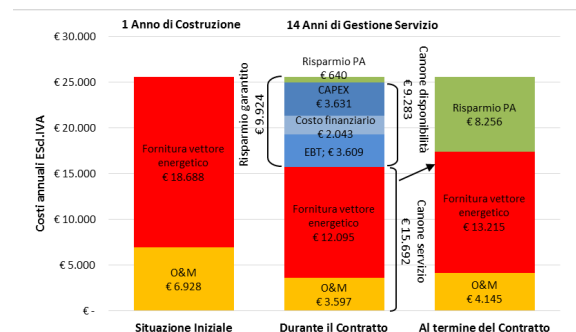 1 Anno di Costruzione
14 Anni di Gestione Servizio
Costi annuali EScl.IVA
€ 30.000
€ 25.000
€ 20.000
€ 15.000
€ 10.000
€ 5.000
€ -
Fornitura vettore
energetico
€ 18.688
O&M
€ 6.928
Situazione Iniziale
Risparmio garantito
€ 9.924
Risparmio PA
€ 640
CAPEX
€ 3.631
Costo finanziario
€ 2.043
EBT; € 3.609
Fornitura vettore
energetico
€ 12.095
O&M
€ 3.597
Durante il Contratto
Canone disponibilità
€ 9.283
Canone servizio
€ 15.692
Risparmio PA
€ 8.256
Fornitura vettore
energetico
€ 13.215
O&M
€ 4.145
Al termine del Contratto